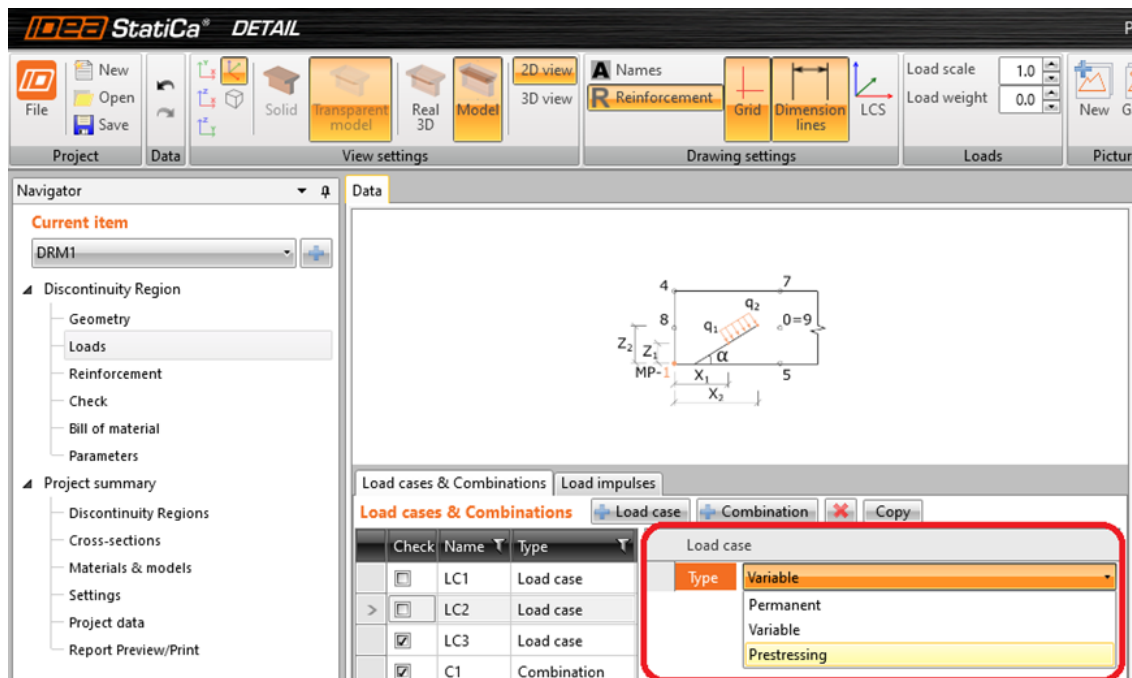 IDEA StatiCa® DETAIL
P
File
New
Open
Save
Solid
Transparent
model
Real
3D
Model
2D view
3D view
A Names
R Reinforcement
Grid
Dimension
lines
LCS
Load scale 1.0
Load weight 0.0
New
G
Project
Data
View settings
Drawing settings
Loads
Pictur
Navigator
Data
Current item
DRM1
Discontinuity Region
Geometry
Loads
Reinforcement
Check
Bill of material
Parameters
Project summary
Discontinuity Regions
Cross-sections
Materials & models
Settings
Project data
Report Preview/Print
4
7
q2
8
q1
0=9
Z2
Z1
α
MP-1
X1
5
X2
Load cases & Combinations
Load impulses
Load cases & Combinations
Load case
Combination
Copy
Check Name Type
LC1 Load case
LC2 Load case
LC3 Load case
C1 Combination
Load case
Type Variable
Permanent
Variable
Prestressing